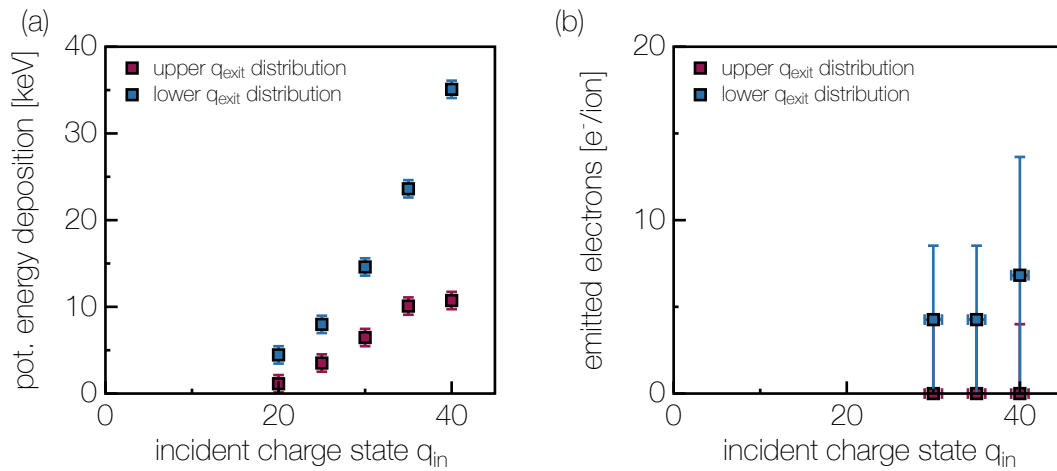 (a)
pot. energy deposition [keV]
40
30
20
10
0
upper qexit distribution
lower qexit distribution
0
20
40
incident charge state qin
(b)
emitted electrons [e-/ion]
20
10
0
upper qexit distribution
lower qexit distribution
0
20
40
incident charge state qin